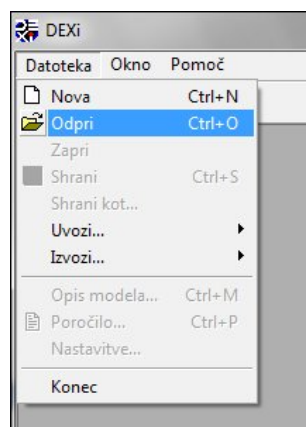 DEXi
Datoteka Okno Pomoč
Nova Ctrl+N
Odpri Ctrl+O
Zapri
Shrani Ctrl+S
Shrani kot...
Uvozi...
Izvozi...
Opis modela... Ctrl+M
Poročilo... Ctrl+P
Nastavitve...
Konec